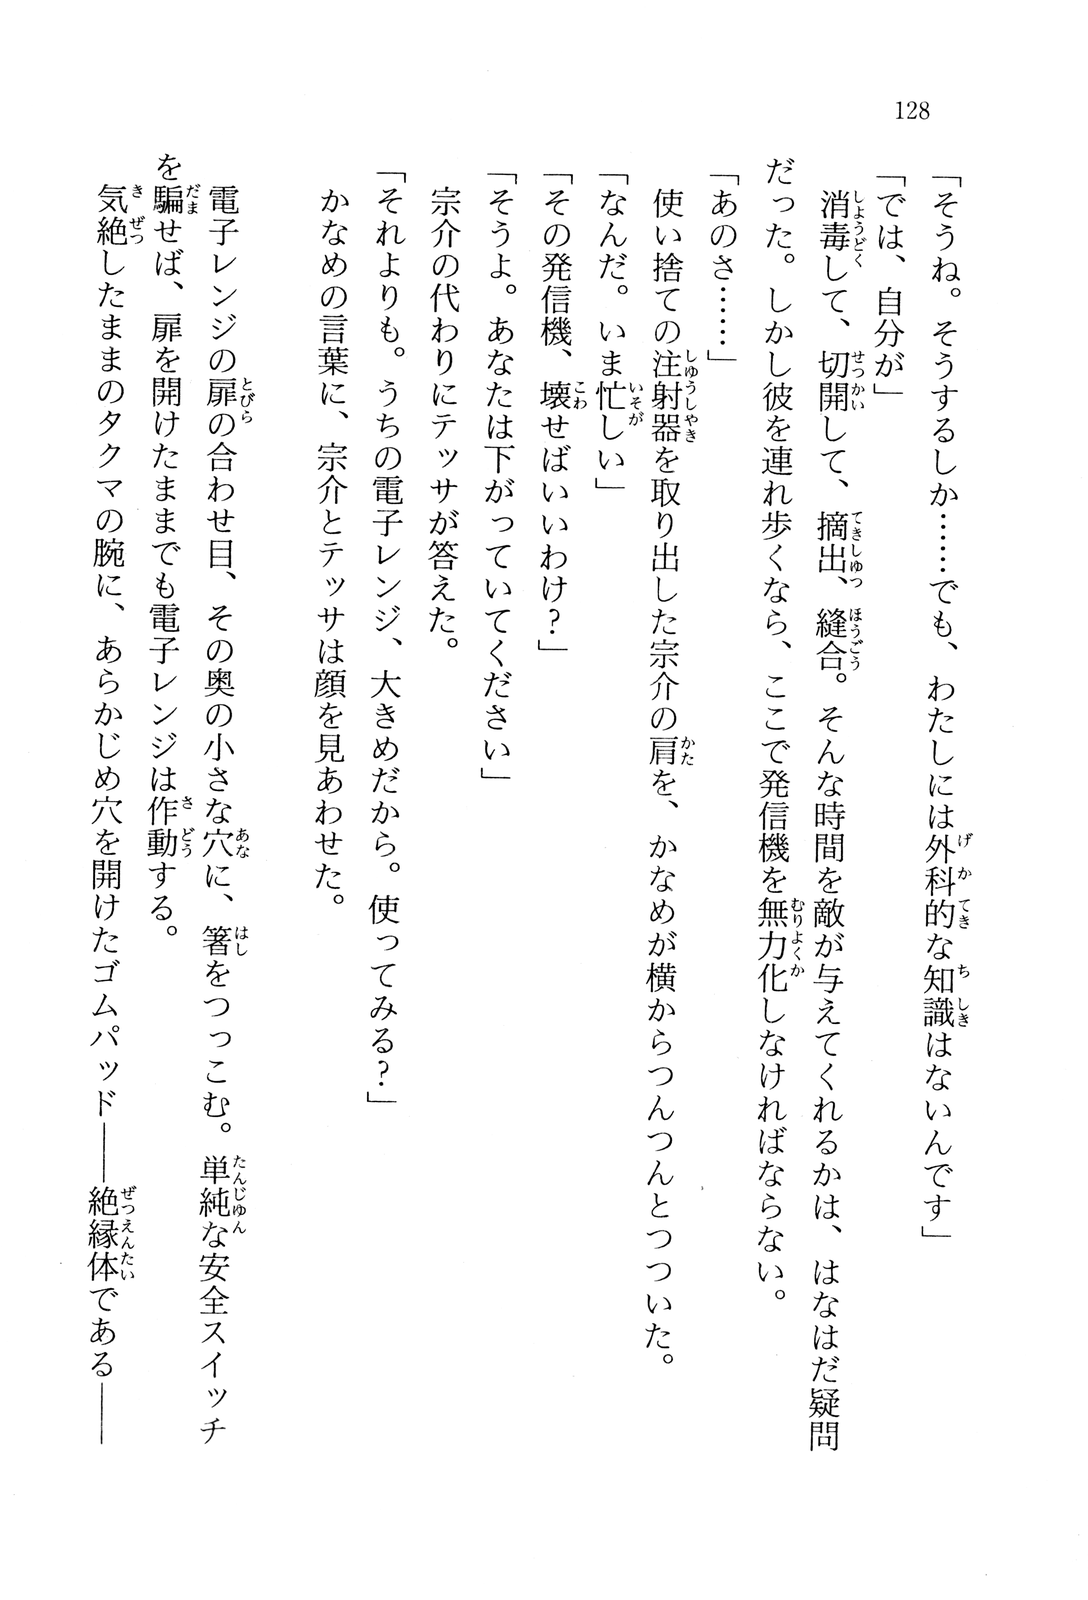 128
「そうね。そうするしか……でも、わたしには外科的な知識はないんです」
「では、自分が」
消毒して、切開して、摘出、縫合。そんな時間を敵が与えてくれるかは、はなはだ疑問
だった。しかし彼を連れ歩くなら、ここで発信機を無力化しなければならない。
「あのさ……」
使い捨ての注射器を取り出した宗介の肩を、かなめが横からつんつんとつついた。
「なんだ。いま忙しい」
「その発信機、壊せばいいわけ？」
「そうよ。あなたは下がっていてください」
宗介の代わりにテッサが答えた。
「それよりも。うちの電子レンジ、大きめだから。使ってみる？」
かなめの言葉に、宗介とテッサは顔を見あわせた。
電子レンジの扉の合わせ目、その奥の小さな穴に、箸をつっこむ。単純な安全スイッチ
を騙せば、扉を開けたままでも電子レンジは作動する。
気絶したままのタクマの腕に、あらかじめ穴を開けたゴムパッド――絶縁体である――